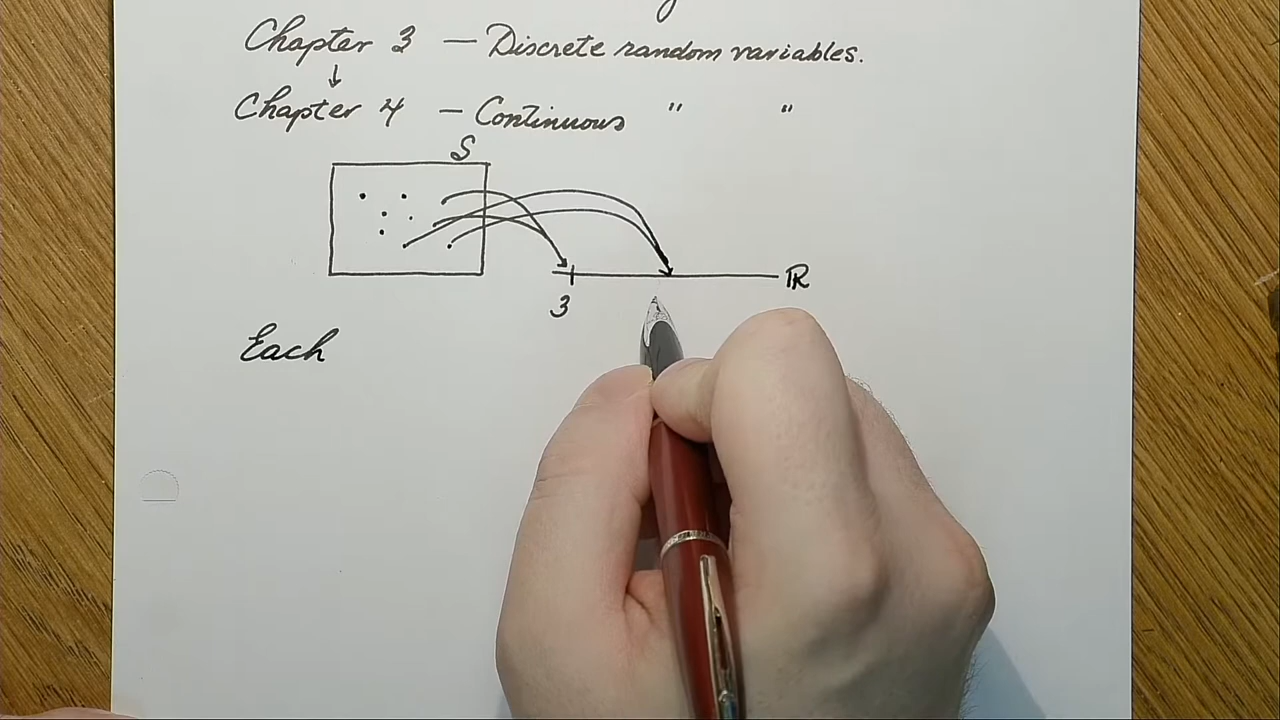 Chapter 3 — Discrete random variables.
↓
Chapter 4 — Continuous " "
S
ℝ
3
Each